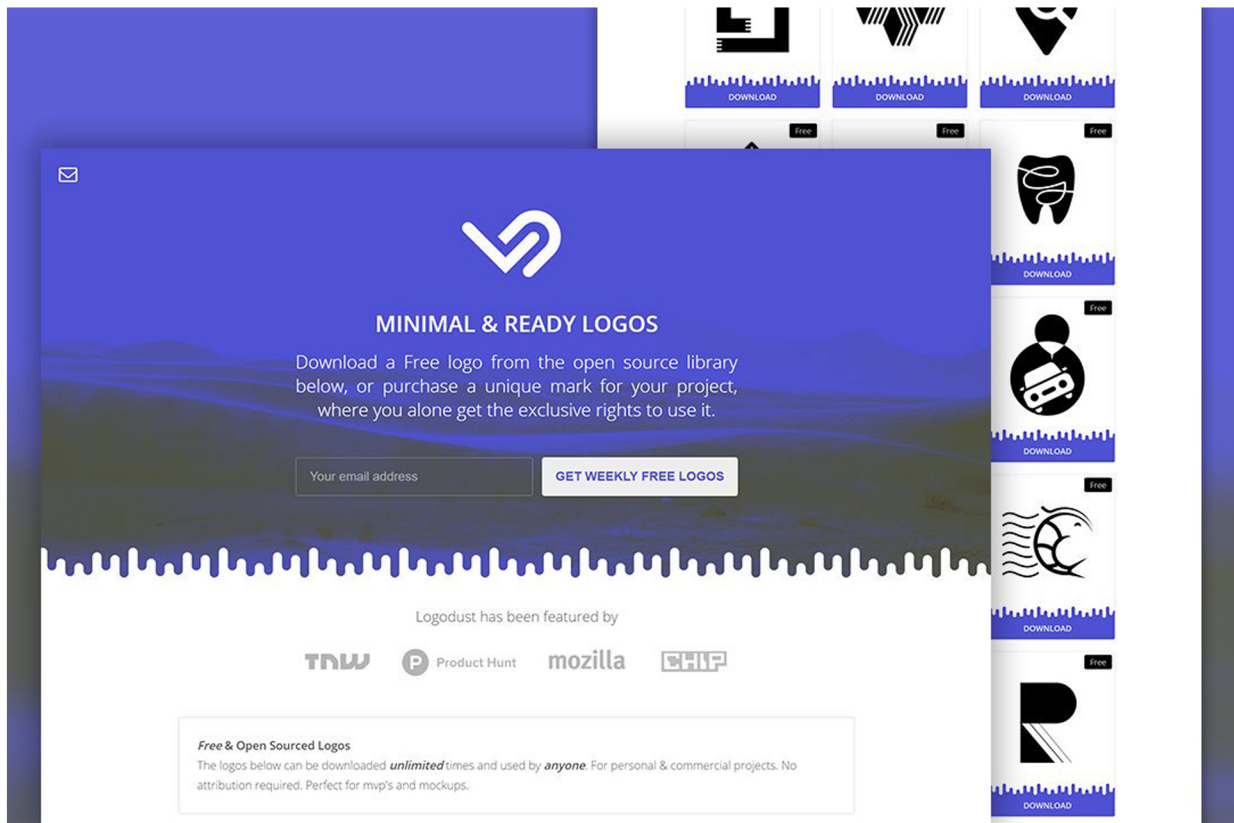 DOWNLOAD
DOWNLOAD
DOWNLOAD
Free
Free
Free
MINIMAL & READY LOGOS
Download a Free logo from the open source library
below, or purchase a unique mark for your project,
where you alone get the exclusive rights to use it.
Your email address
GET WEEKLY FREE LOGOS
Logodust has been featured by
TNW
P Product Hunt
mozilla
CHIP
Free & Open Sourced Logos
The logos below can be downloaded unlimited times and used by anyone. For personal & commercial projects. No
attribution required. Perfect for mvp's and mockups.
DOWNLOAD
Free
DOWNLOAD
Free
DOWNLOAD
Free
R
DOWNLOAD